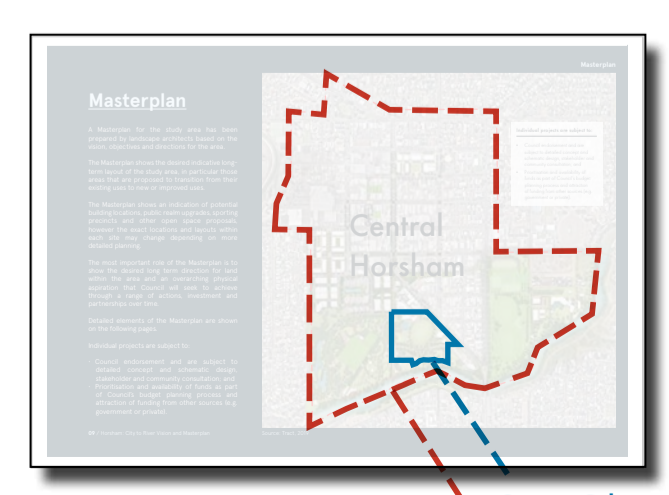 Masterplan
Masterplan
A Masterplan for the study area has been
prepared by landscape architects based on the
vision, objectives and directions for the area.
The Masterplan shows the desired indicative long-
term layout of the study area, in particular those
areas that are proposed to transition from their
existing uses to new or improved uses.
The Masterplan shows an indication of potential
building locations, public realm upgrades, sporting
precincts and other open space proposals,
however the exact locations and layouts within
each site may change depending on more
detailed planning.
The most important role of the Masterplan is to
show the desired long term direction for land
within the area and an overarching physical
aspiration that Council will seek to achieve
through a range of actions, investment and
partnerships over time.
Detailed elements of the Masterplan are shown
on the following pages.
Individual projects are subject to:
· Council endorsement and are subject to
detailed concept and schematic design,
stakeholder and community consultation; and
· Prioritisation and availability of funds as part
of Council's budget planning process and
attraction of funding from other sources (e.g.
government or private).
Individual projects are subject to:
Central
Horsham
09 | Horsham City to River Vision and Masterplan